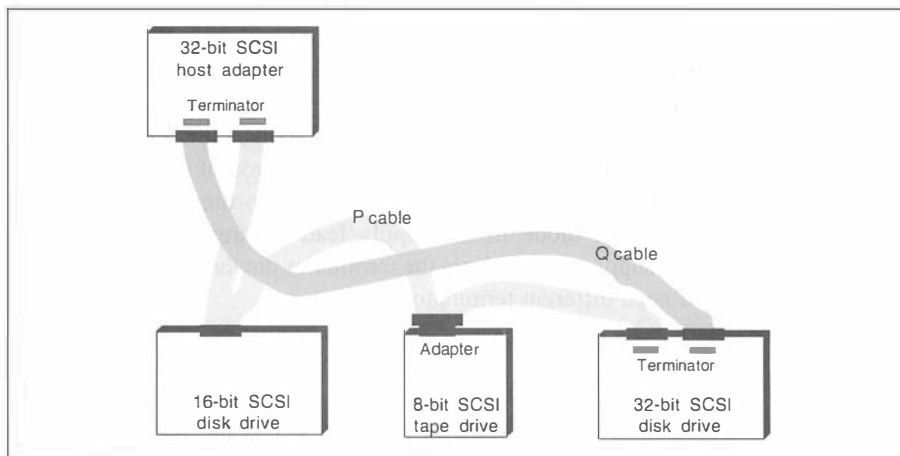 32-bit SCSI
host adapter
Terminator
P cable
Q cable
Adapter
Terminator
16-bit SCSI
disk drive
8-bit SCSI
tape drive
32-bit SCSI
disk drive